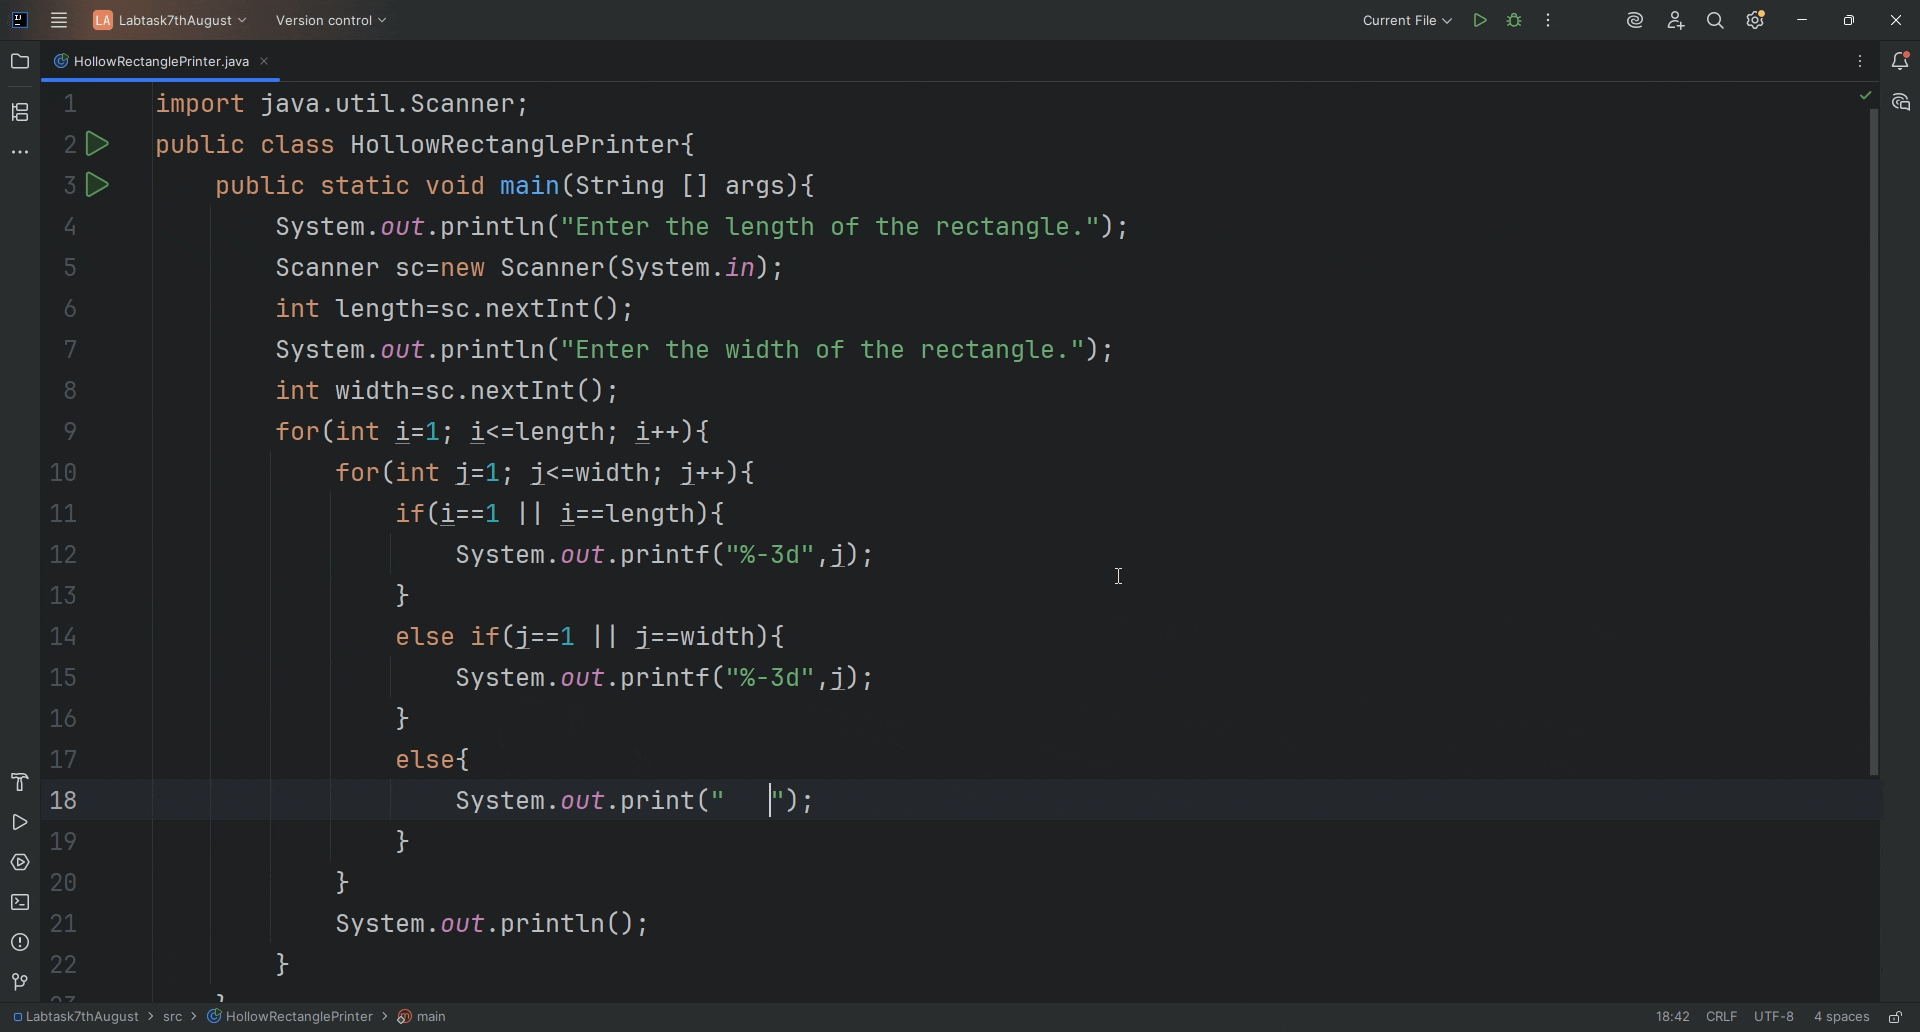 LA Labtask7thAugust Version control Current File
HollowRectanglePrinter.java
1 import java.util.Scanner;
2 public class HollowRectanglePrinter{
3 public static void main(String [] args){
4 System.out.println("Enter the length of the rectangle.");
5 Scanner sc=new Scanner(System.in);
6 int length=sc.nextInt();
7 System.out.println("Enter the width of the rectangle.");
8 int width=sc.nextInt();
9 for(int i=1; i<=length; i++){
10 for(int j=1; j<=width; j++){
11 if(i==1 || i==length){
12 System.out.printf("%-3d",j);
13 }
14 else if(j==1 || j==width){
15 System.out.printf("%-3d",j);
16 }
17 else{
18 System.out.print("   ");
19 }
20 }
21 System.out.println();
22 }
23 }
Labtask7thAugust > src > HollowRectanglePrinter > main 18:42 CRLF UTF-8 4 spaces